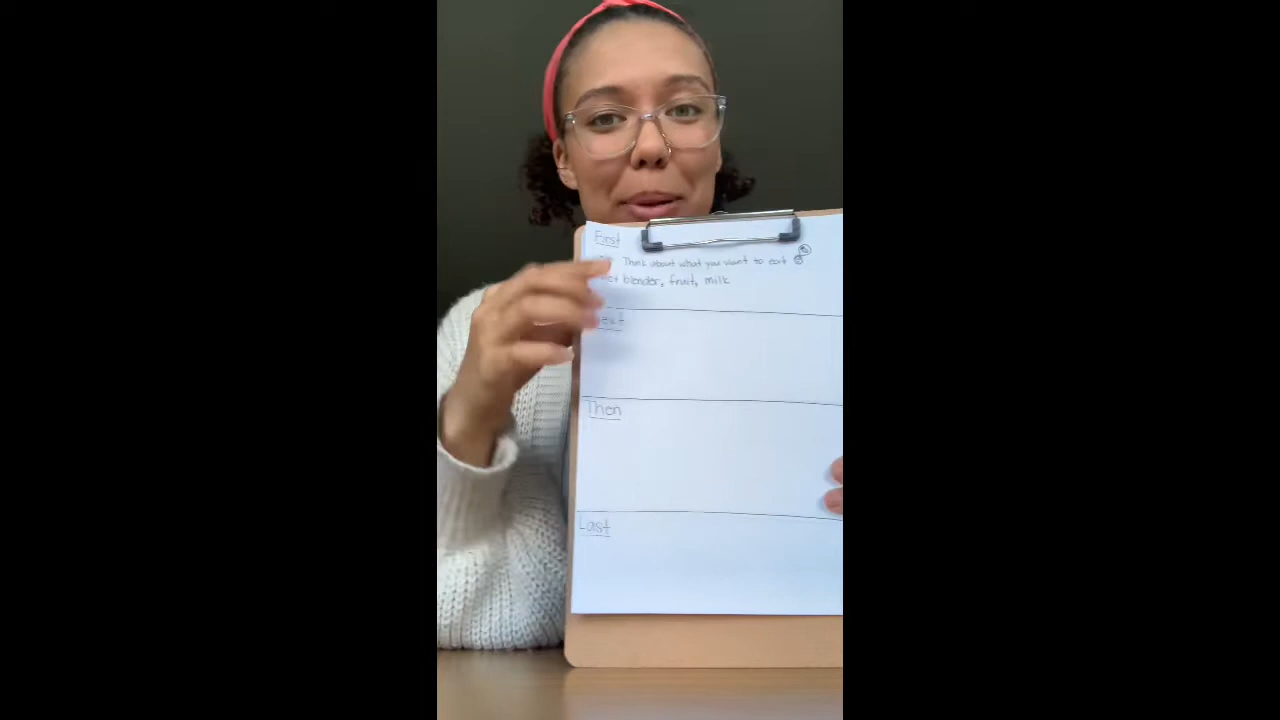 First
Think about what you want to eat
blender, fruit, milk
Then
Last